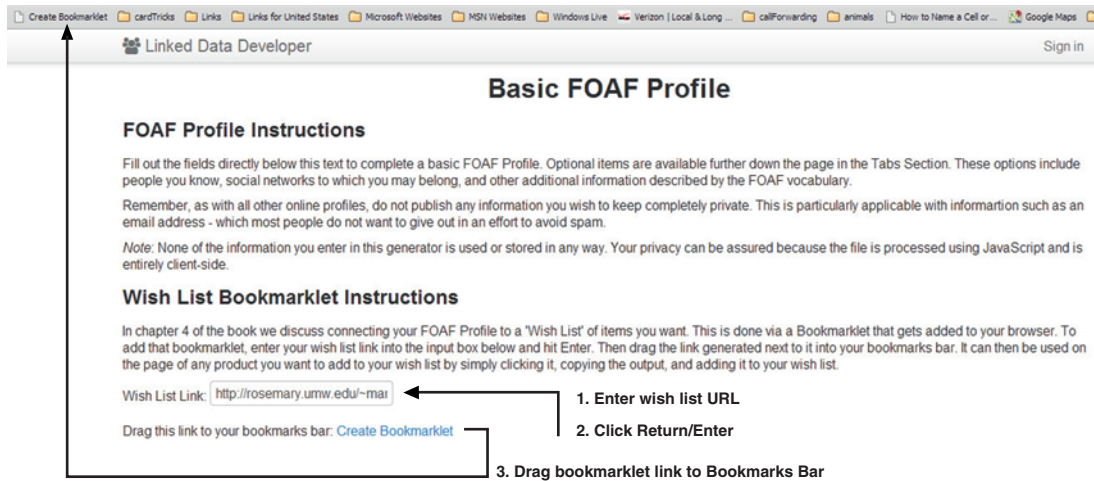 Create Bookmarklet cardTricks Links Links for United States Microsoft Websites MSN Websites Windows Live Verizon | Local & Long ... callForwarding animals How to Name a Cell or... Google Maps
Linked Data Developer Sign in
Basic FOAF Profile
FOAF Profile Instructions
Fill out the fields directly below this text to complete a basic FOAF Profile. Optional items are available further down the page in the Tabs Section. These options include
people you know, social networks to which you may belong, and other additional information described by the FOAF vocabulary.
Remember, as with all other online profiles, do not publish any information you wish to keep completely private. This is particularly applicable with informartion such as an
email address - which most people do not want to give out in an effort to avoid spam.
Note: None of the information you enter in this generator is used or stored in any way. Your privacy can be assured because the file is processed using JavaScript and is
entirely client-side.
Wish List Bookmarklet Instructions
In chapter 4 of the book we discuss connecting your FOAF Profile to a 'Wish List' of items you want. This is done via a Bookmarklet that gets added to your browser. To
add that bookmarklet, enter your wish list link into the input box below and hit Enter. Then drag the link generated next to it into your bookmarks bar. It can then be used on
the page of any product you want to add to your wish list by simply clicking it, copying the output, and adding it to your wish list.
Wish List Link: http://rosemary.umw.edu/~mar
1. Enter wish list URL
2. Click Return/Enter
Drag this link to your bookmarks bar: Create Bookmarklet
3. Drag bookmarklet link to Bookmarks Bar